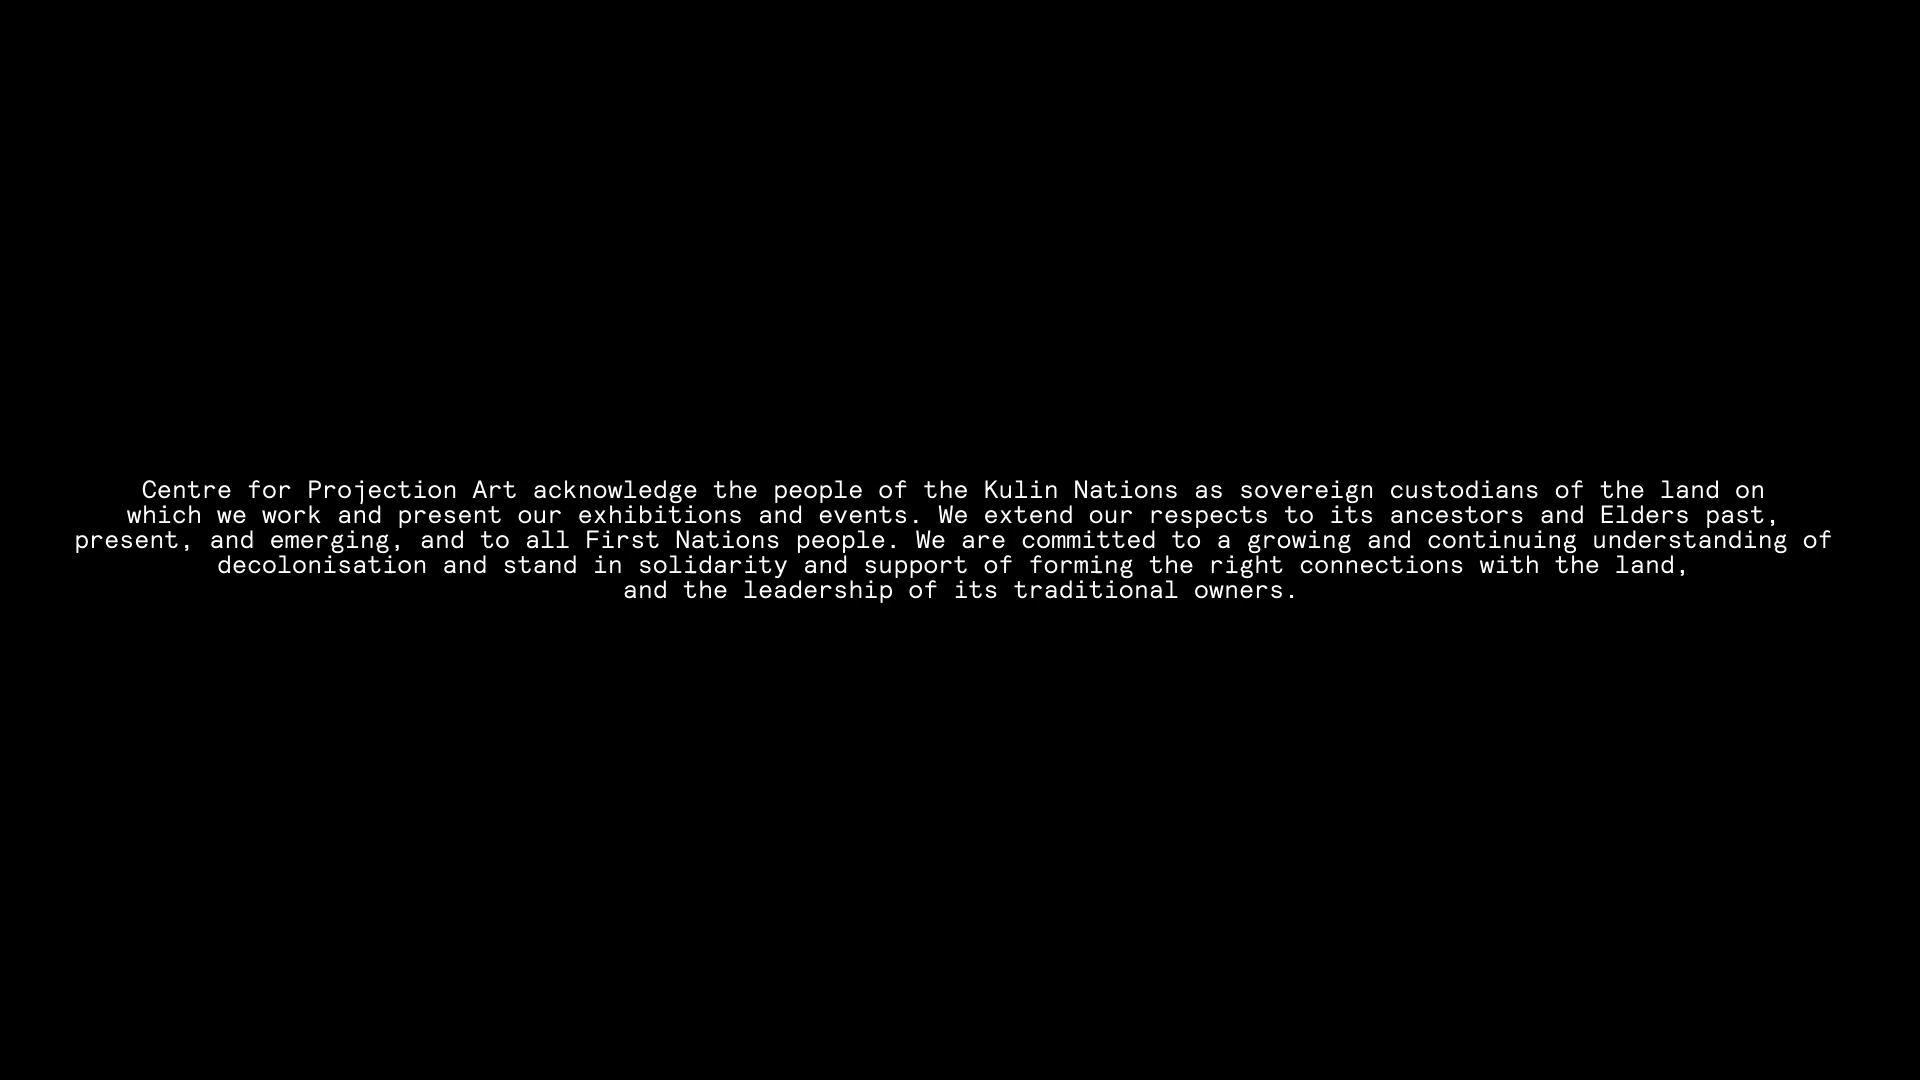 Centre for Projection Art acknowledge the people of the Kulin Nations as sovereign custodians of the land on
which we work and present our exhibitions and events. We extend our respects to its ancestors and Elders past,
present, and emerging, and to all First Nations people. We are committed to a growing and continuing understanding of
decolonisation and stand in solidarity and support of forming the right connections with the land,
and the leadership of its traditional owners.